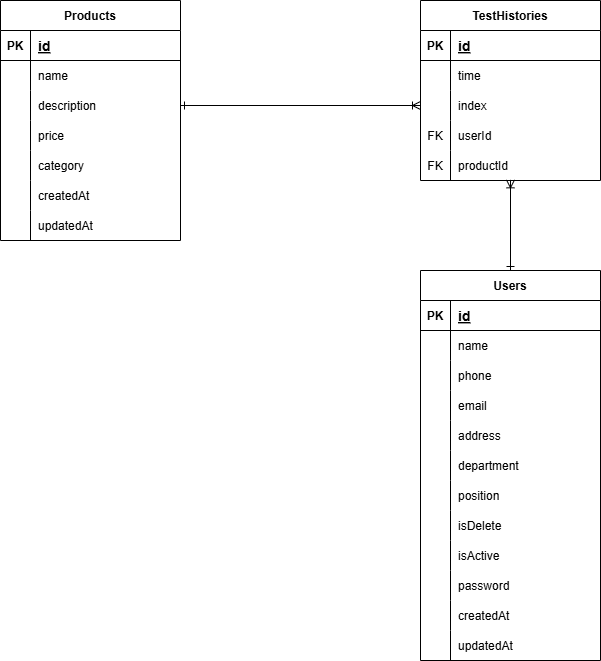 Products
PK id
name
description
price
category
createdAt
updatedAt
TestHistories
PK id
time
index
FK userId
FK productId
Users
PK id
name
phone
email
address
department
position
isDelete
isActive
password
createdAt
updatedAt